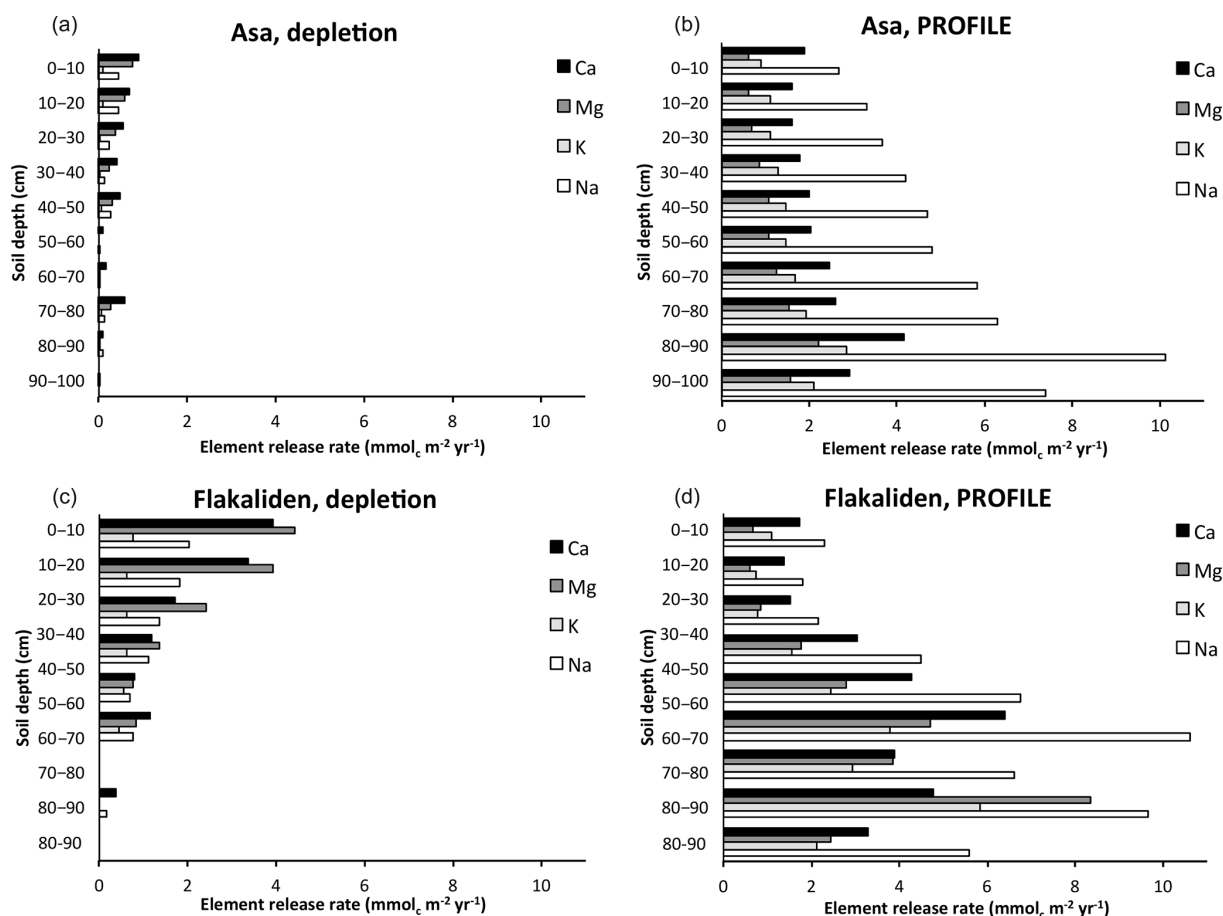 (a)
Asa, depletion
0–10
10–20
20–30
30–40
40–50
50–60
60–70
70–80
80–90
90–100
Soil depth (cm)
Ca
Mg
K
Na
0 2 4 6 8 10
Element release rate (mmolc m-2 yr-1)
(b)
Asa, PROFILE
0–10
10–20
20–30
30–40
40–50
50–60
60–70
70–80
80–90
90–100
Soil depth (cm)
Ca
Mg
K
Na
0 2 4 6 8 10
Element release rate (mmolc m-2 yr-1)
(c)
Flakaliden, depletion
0–10
10–20
20–30
30–40
40–50
50–60
60–70
70–80
80–90
80-90
Soil depth (cm)
Ca
Mg
K
Na
0 2 4 6 8 10
Element release rate (mmolc m-2 yr-1)
(d)
Flakaliden, PROFILE
0–10
10–20
20–30
30–40
40–50
50–60
60–70
70–80
80–90
80-90
Soil depth (cm)
Ca
Mg
K
Na
0 2 4 6 8 10
Element release rate (mmolc m-2 yr-1)